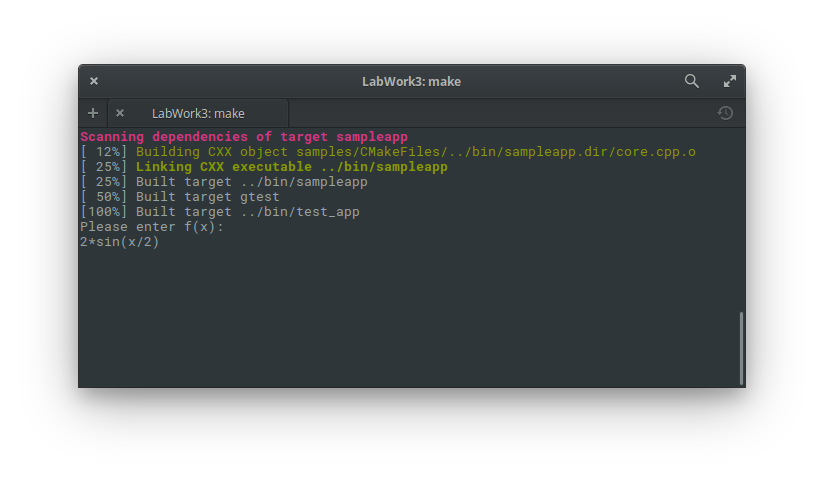 LabWork3: make
LabWork3: make
Scanning dependencies of target sampleapp
[ 12%] Building CXX object samples/CMakeFiles/../bin/sampleapp.dir/core.cpp.o
[ 25%] Linking CXX executable ../bin/sampleapp
[ 25%] Built target ../bin/sampleapp
[ 50%] Built target gtest
[100%] Built target ../bin/test_app
Please enter f(x):
2*sin(x/2)